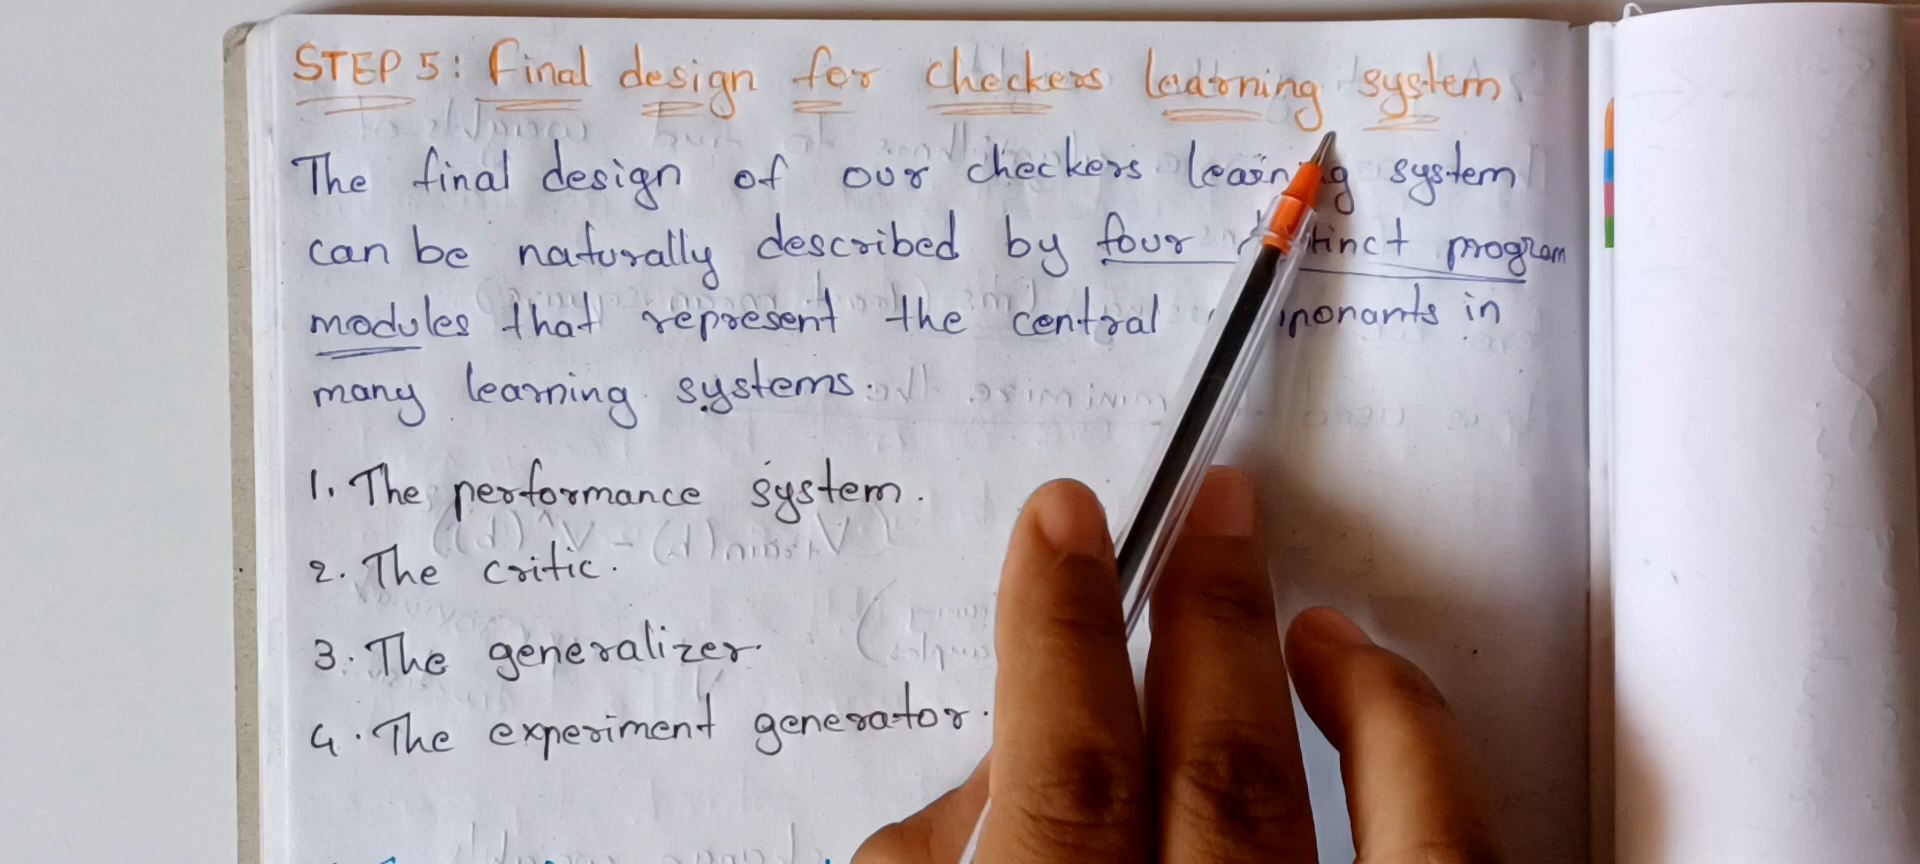 STEP 5: Final design for checkers learning system
The final design of our checkers learning system
can be naturally described by four distinct program
modules that represent the central componants in
many learning systems.
1. The performance system.
2. The critic.
3. The generalizer.
4. The experiment generator.